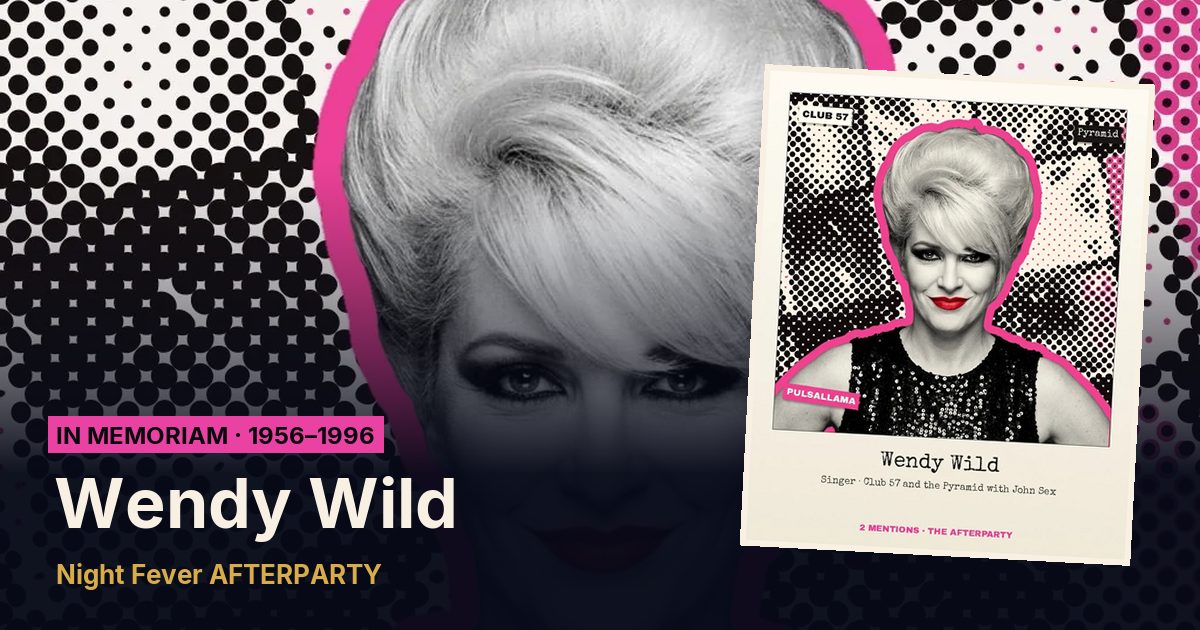 IN MEMORIAM · 1956–1996
Wendy Wild
Night Fever AFTERPARTY
CLUB 57
Pyramid
PULSALLAMA
Wendy Wild
Singer · Club 57 and the Pyramid with John Sex
2 MENTIONS · THE AFTERPARTY